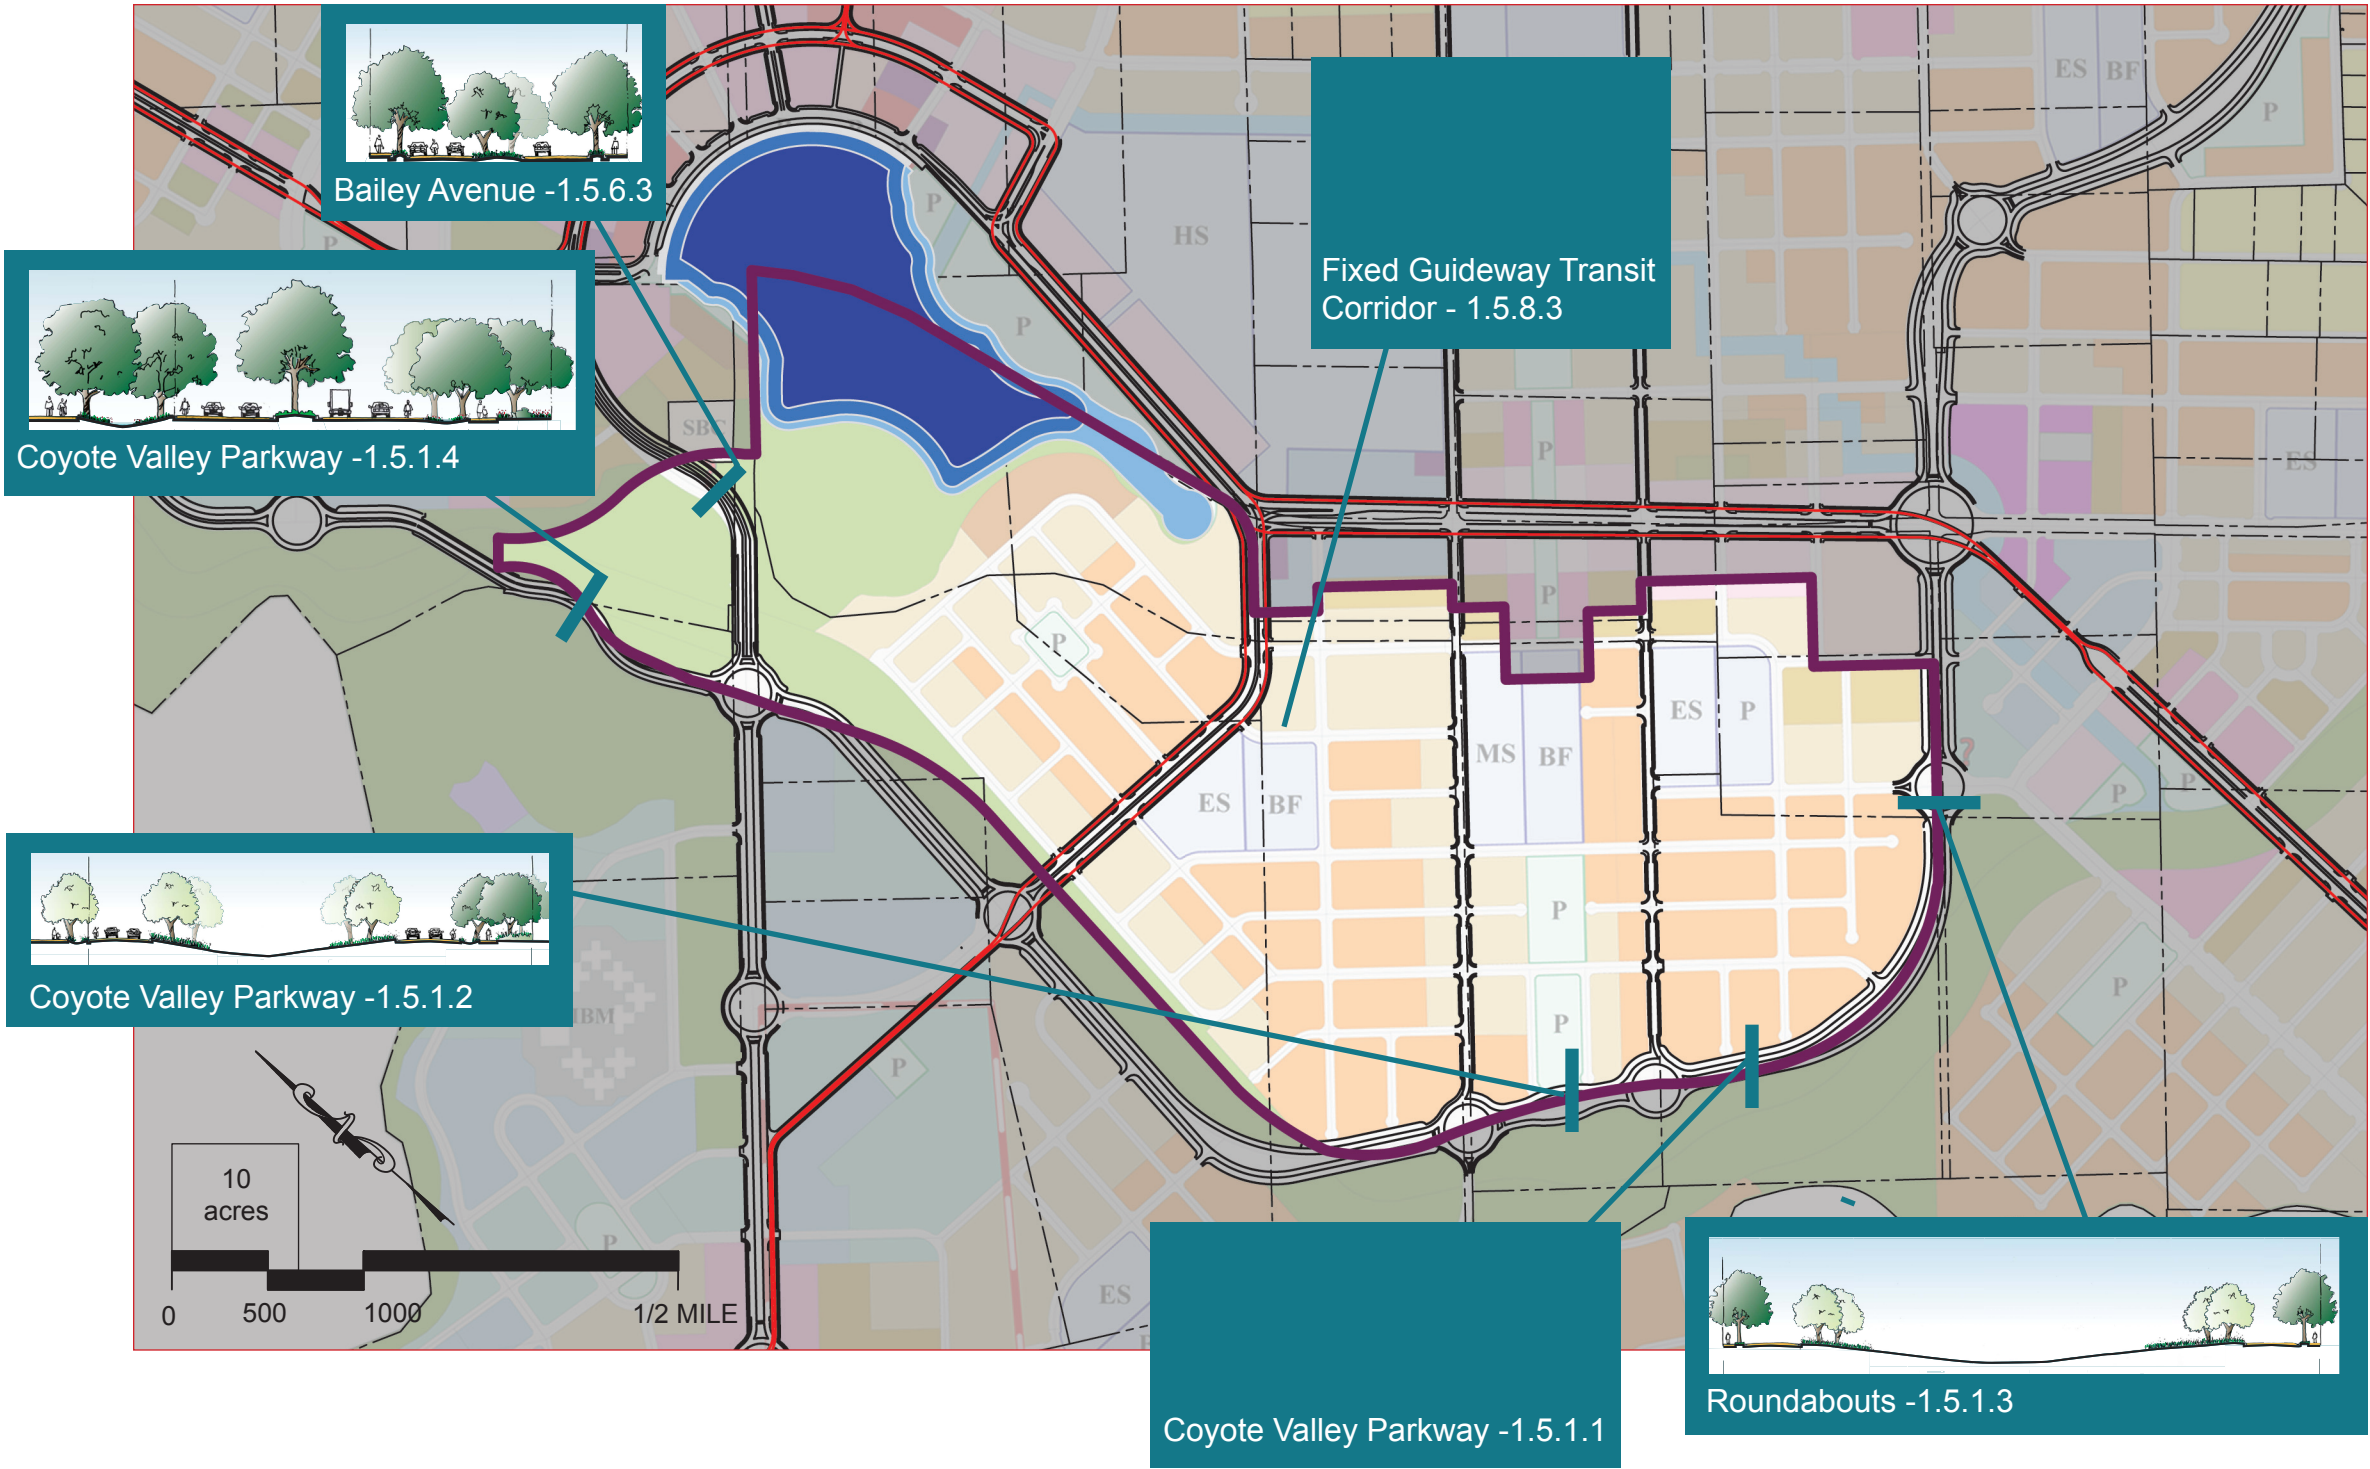 Bailey Avenue -1.5.6.3
Coyote Valley Parkway -1.5.1.4
Fixed Guideway Transit
Corridor - 1.5.8.3
Coyote Valley Parkway -1.5.1.2
Coyote Valley Parkway -1.5.1.1
Roundabouts -1.5.1.3
ES
BF
P
P
P
HS
P
P
SBC
P
ES
P
P
ES
P
MS
BF
ES
BF
P
P
P
P
P
IBM
P
P
ES
10
acres
0
500
1000
1/2 MILE